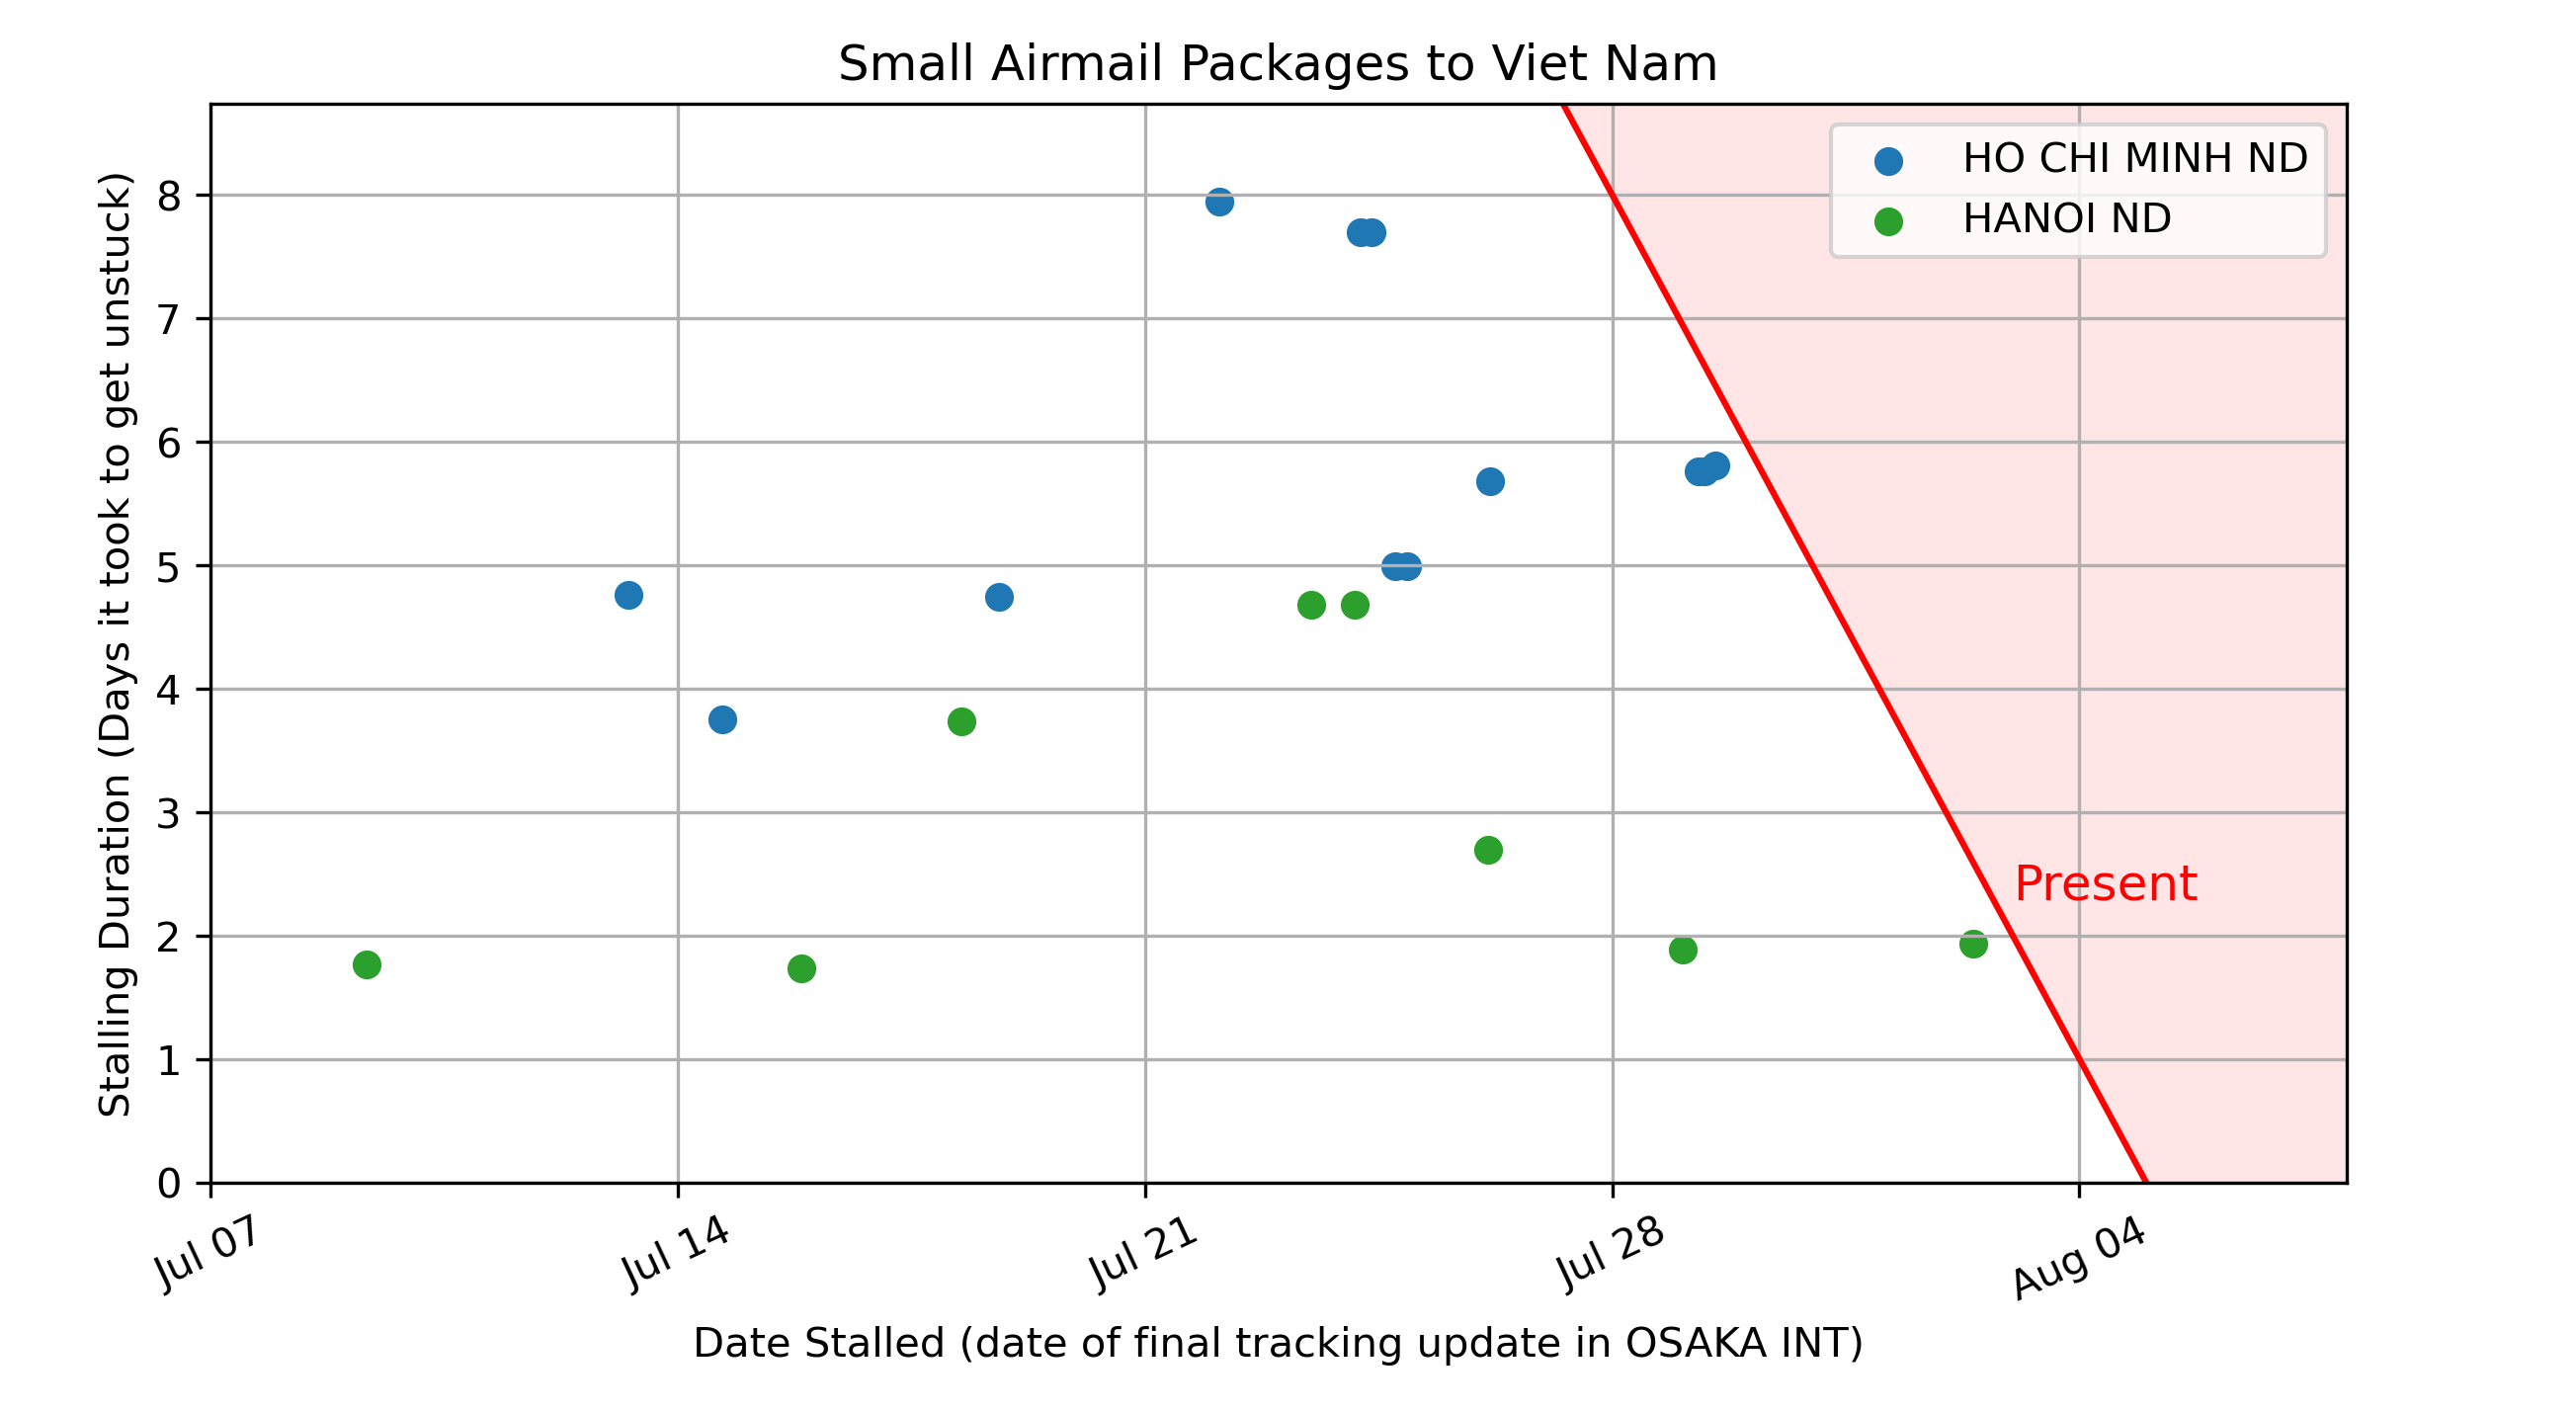 Small Airmail Packages to Viet Nam
HO CHI MINH ND
HANOI ND
Present
Stalling Duration (Days it took to get unstuck)
8
7
6
5
4
3
2
1
0
Jul 07
Jul 14
Jul 21
Jul 28
Aug 04
Date Stalled (date of final tracking update in OSAKA INT)